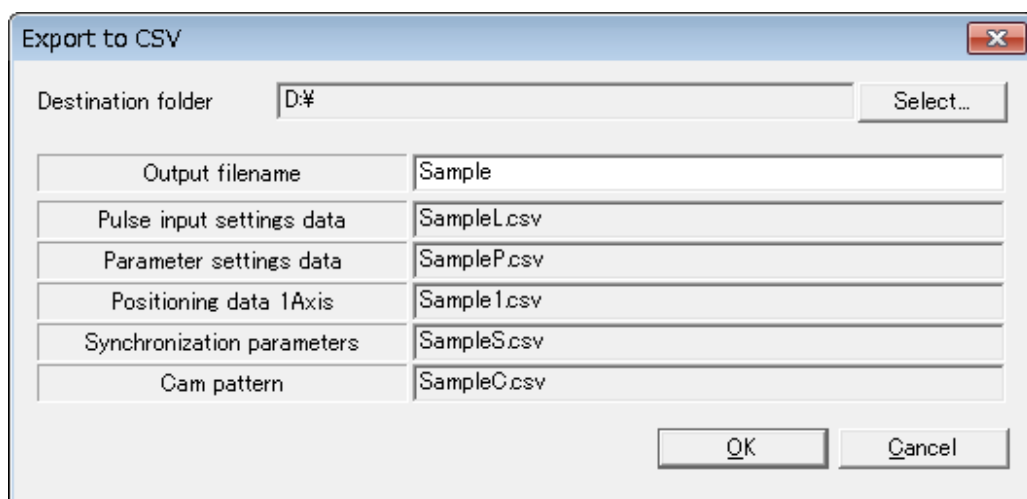 Export to CSV
Destination folder D:¥ Select...
Output filename Sample
Pulse input settings data SampleL.csv
Parameter settings data SampleP.csv
Positioning data 1Axis Sample1.csv
Synchronization parameters SampleS.csv
Cam pattern SampleC.csv
OK Cancel